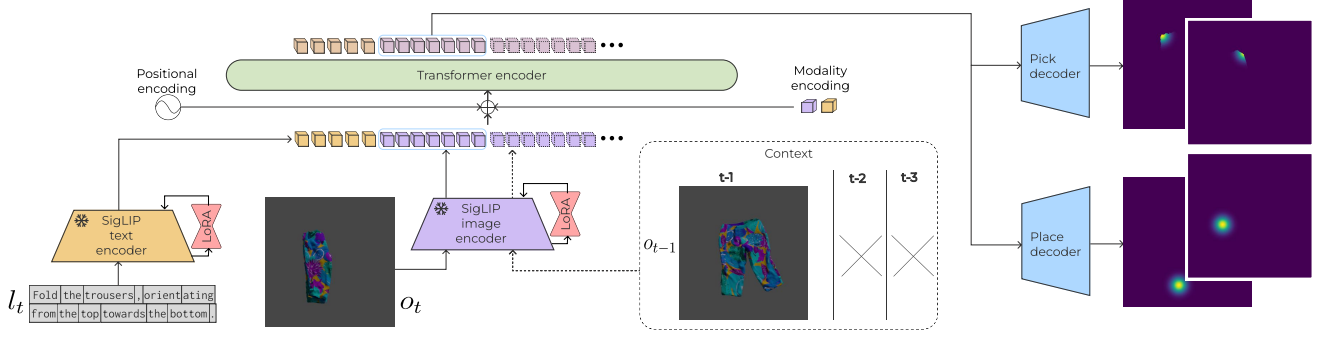 Positional
encoding
Transformer encoder
Modality
encoding
Pick
decoder
Context
t-1
t-2
t-3
SigLIP
text
encoder
LoRA
SigLIP
image
encoder
LoRA
o_{t-1}
Place
decoder
l_t
Fold the trousers, orientating
from the top towards the bottom.
o_t